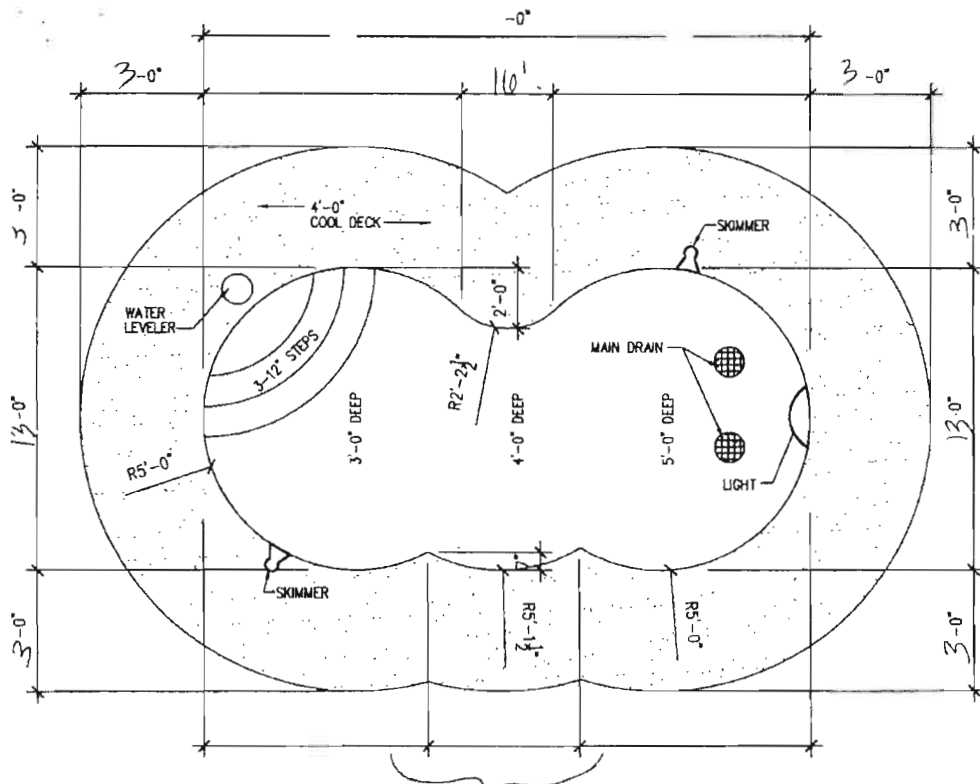 -0"
3-0"
16'
3-0"
3-0"
3-0"
4'-0"
COOL DECK
SKIMMER
WATER
LEVELER
2'-0"
3-12" STEPS
R2'-2½"
MAIN DRAIN
13-0"
3'-0" DEEP
4'-0" DEEP
5'-0" DEEP
13-0"
R5'-0"
LIGHT
SKIMMER
R5'-1½"
R5'-0"
3-0"
3-0"